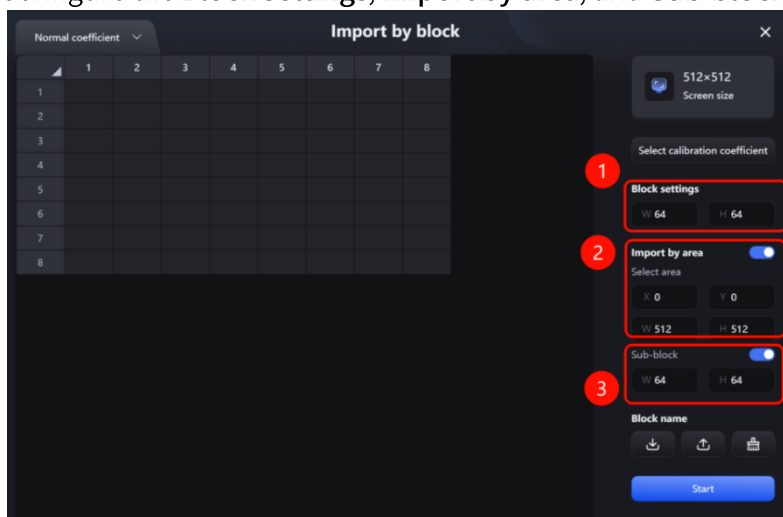 Import by block
Normal coefficient
1 2 3 4 5 6 7 8
1
2
3
4
5
6
7
8
512×512
Screen size
Select calibration coefficient
1
Block settings
W 64 H 64
2
Import by area
Select area
X 0 Y 0
W 512 H 512
Sub-block
3
W 64 H 64
Block name
Start